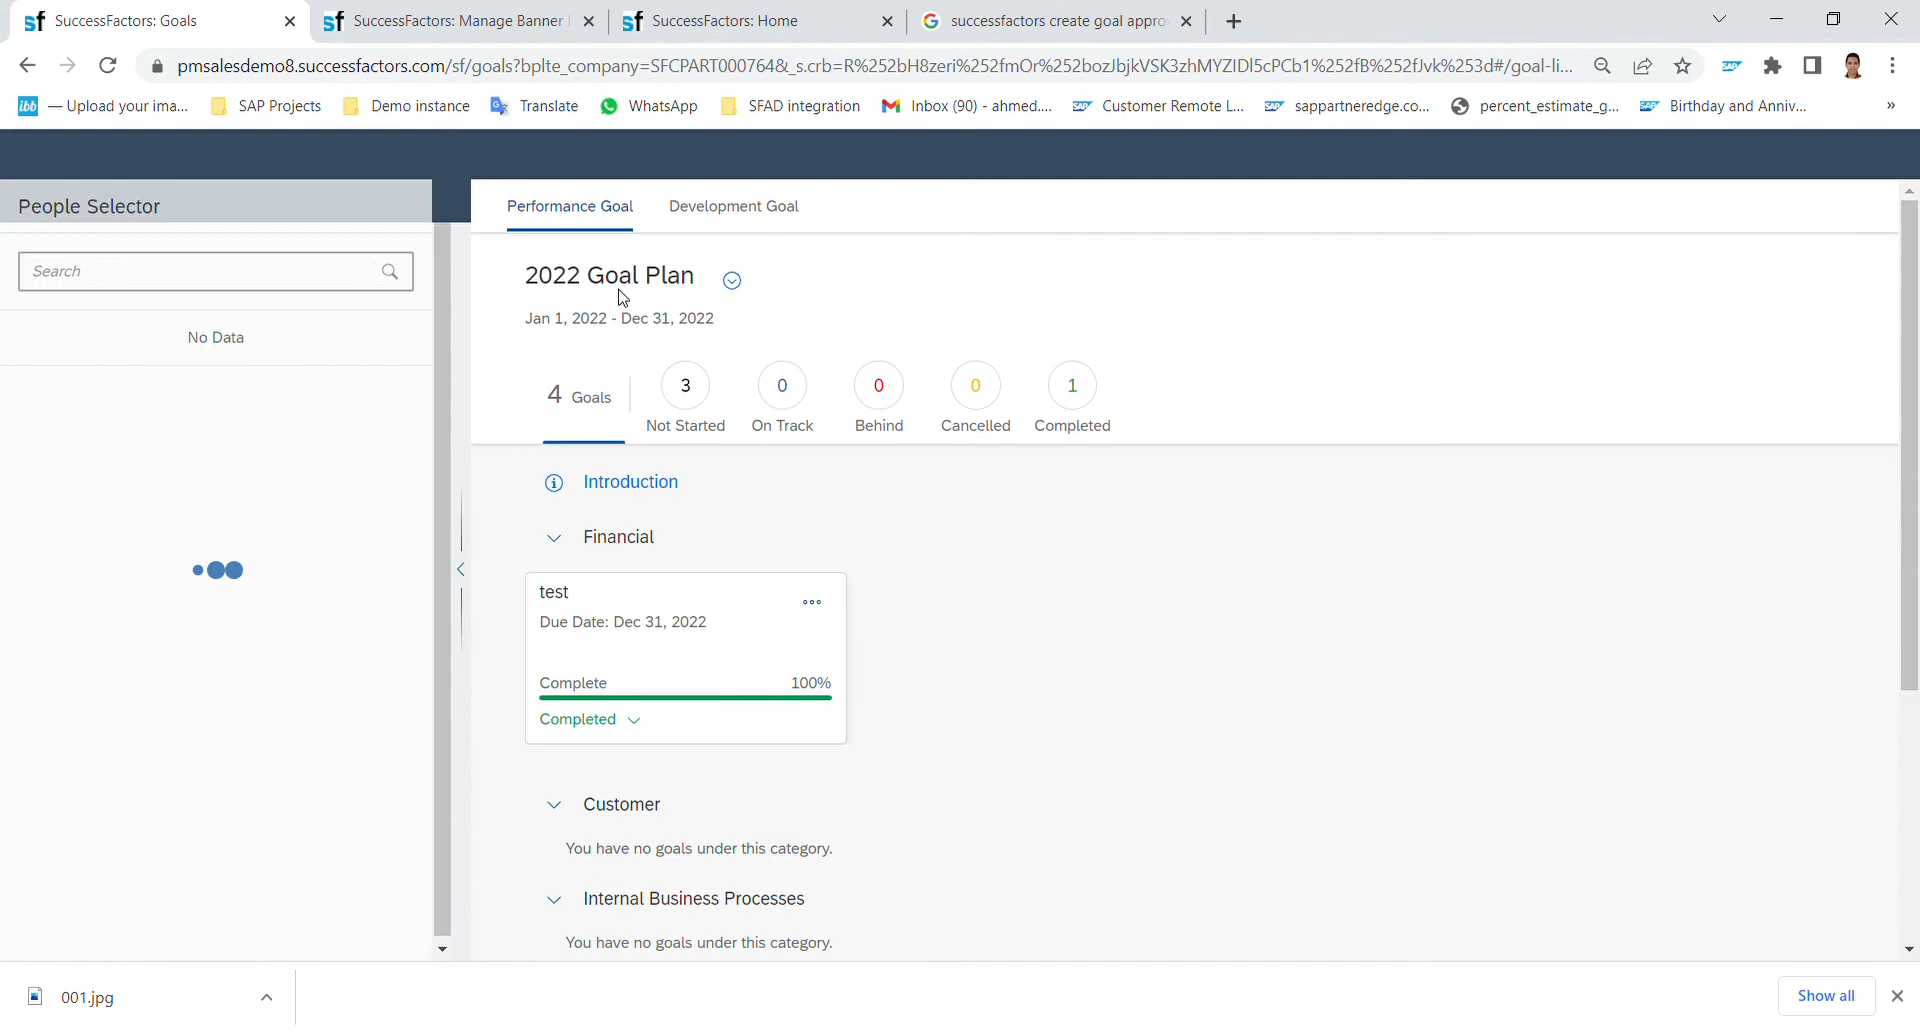 SuccessFactors: Goals
SuccessFactors: Manage Banner
SuccessFactors: Home
successfactors create goal appro
pmsalesdemo8.successfactors.com/sf/goals?bplte_company=SFCPART000764&_s.crb=R%252bH8zeri%252fmOr%252bozJbjkVSK3zhMYZIDl5cPCb1%252fB%252fJvk%253d#/goal-li...
ibb — Upload your ima...
SAP Projects
Demo instance
Translate
WhatsApp
SFAD integration
Inbox (90) - ahmed....
SAP Customer Remote L...
SAP sappartneredge.co...
percent_estimate_g...
SAP Birthday and Anniv...
»
People Selector
Search
No Data
Performance Goal
Development Goal
2022 Goal Plan
Jan 1, 2022 - Dec 31, 2022
4 Goals
3
Not Started
0
On Track
0
Behind
0
Cancelled
1
Completed
Introduction
Financial
test
Due Date: Dec 31, 2022
Complete 100%
Completed
Customer
You have no goals under this category.
Internal Business Processes
You have no goals under this category.
001.jpg
Show all